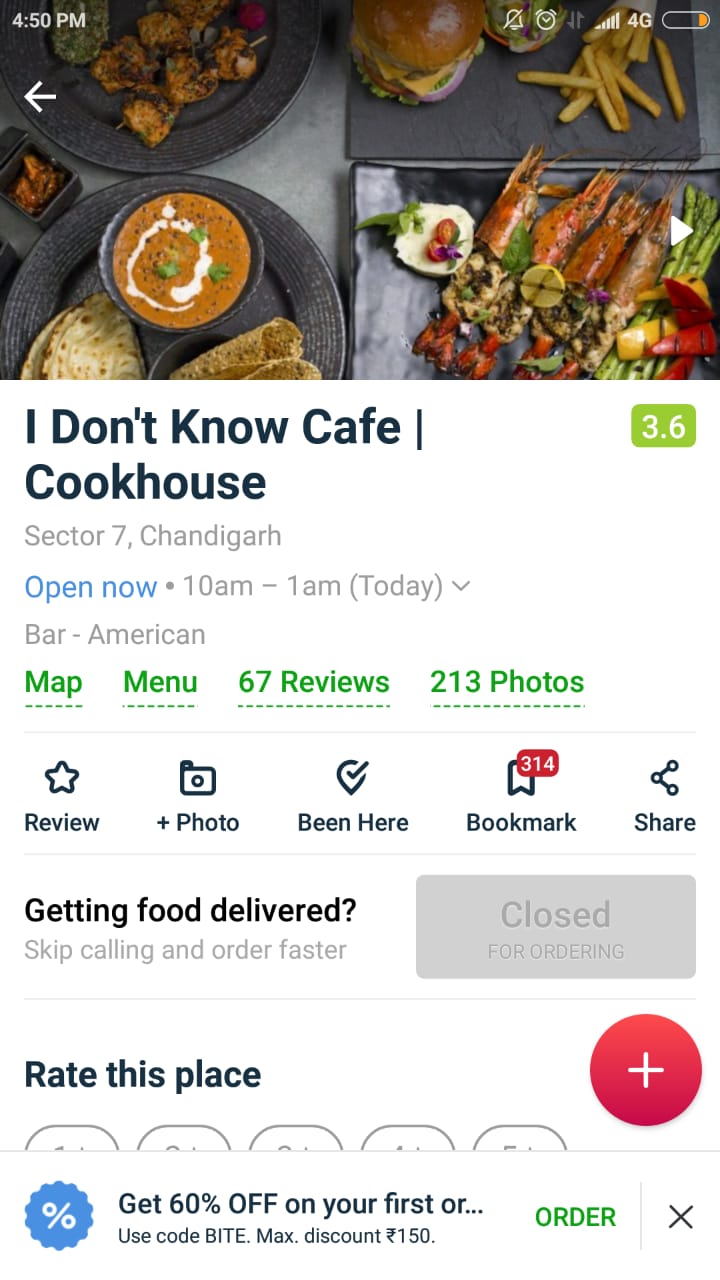 4:50 PM 4G
I Don't Know Cafe |
Cookhouse
3.6
Sector 7, Chandigarh
Open now • 10am – 1am (Today)
Bar - American
Map Menu 67 Reviews 213 Photos
314
Review + Photo Been Here Bookmark Share
Getting food delivered?
Skip calling and order faster
Closed
FOR ORDERING
Rate this place
Get 60% OFF on your first or...
Use code BITE. Max. discount ₹150.
ORDER